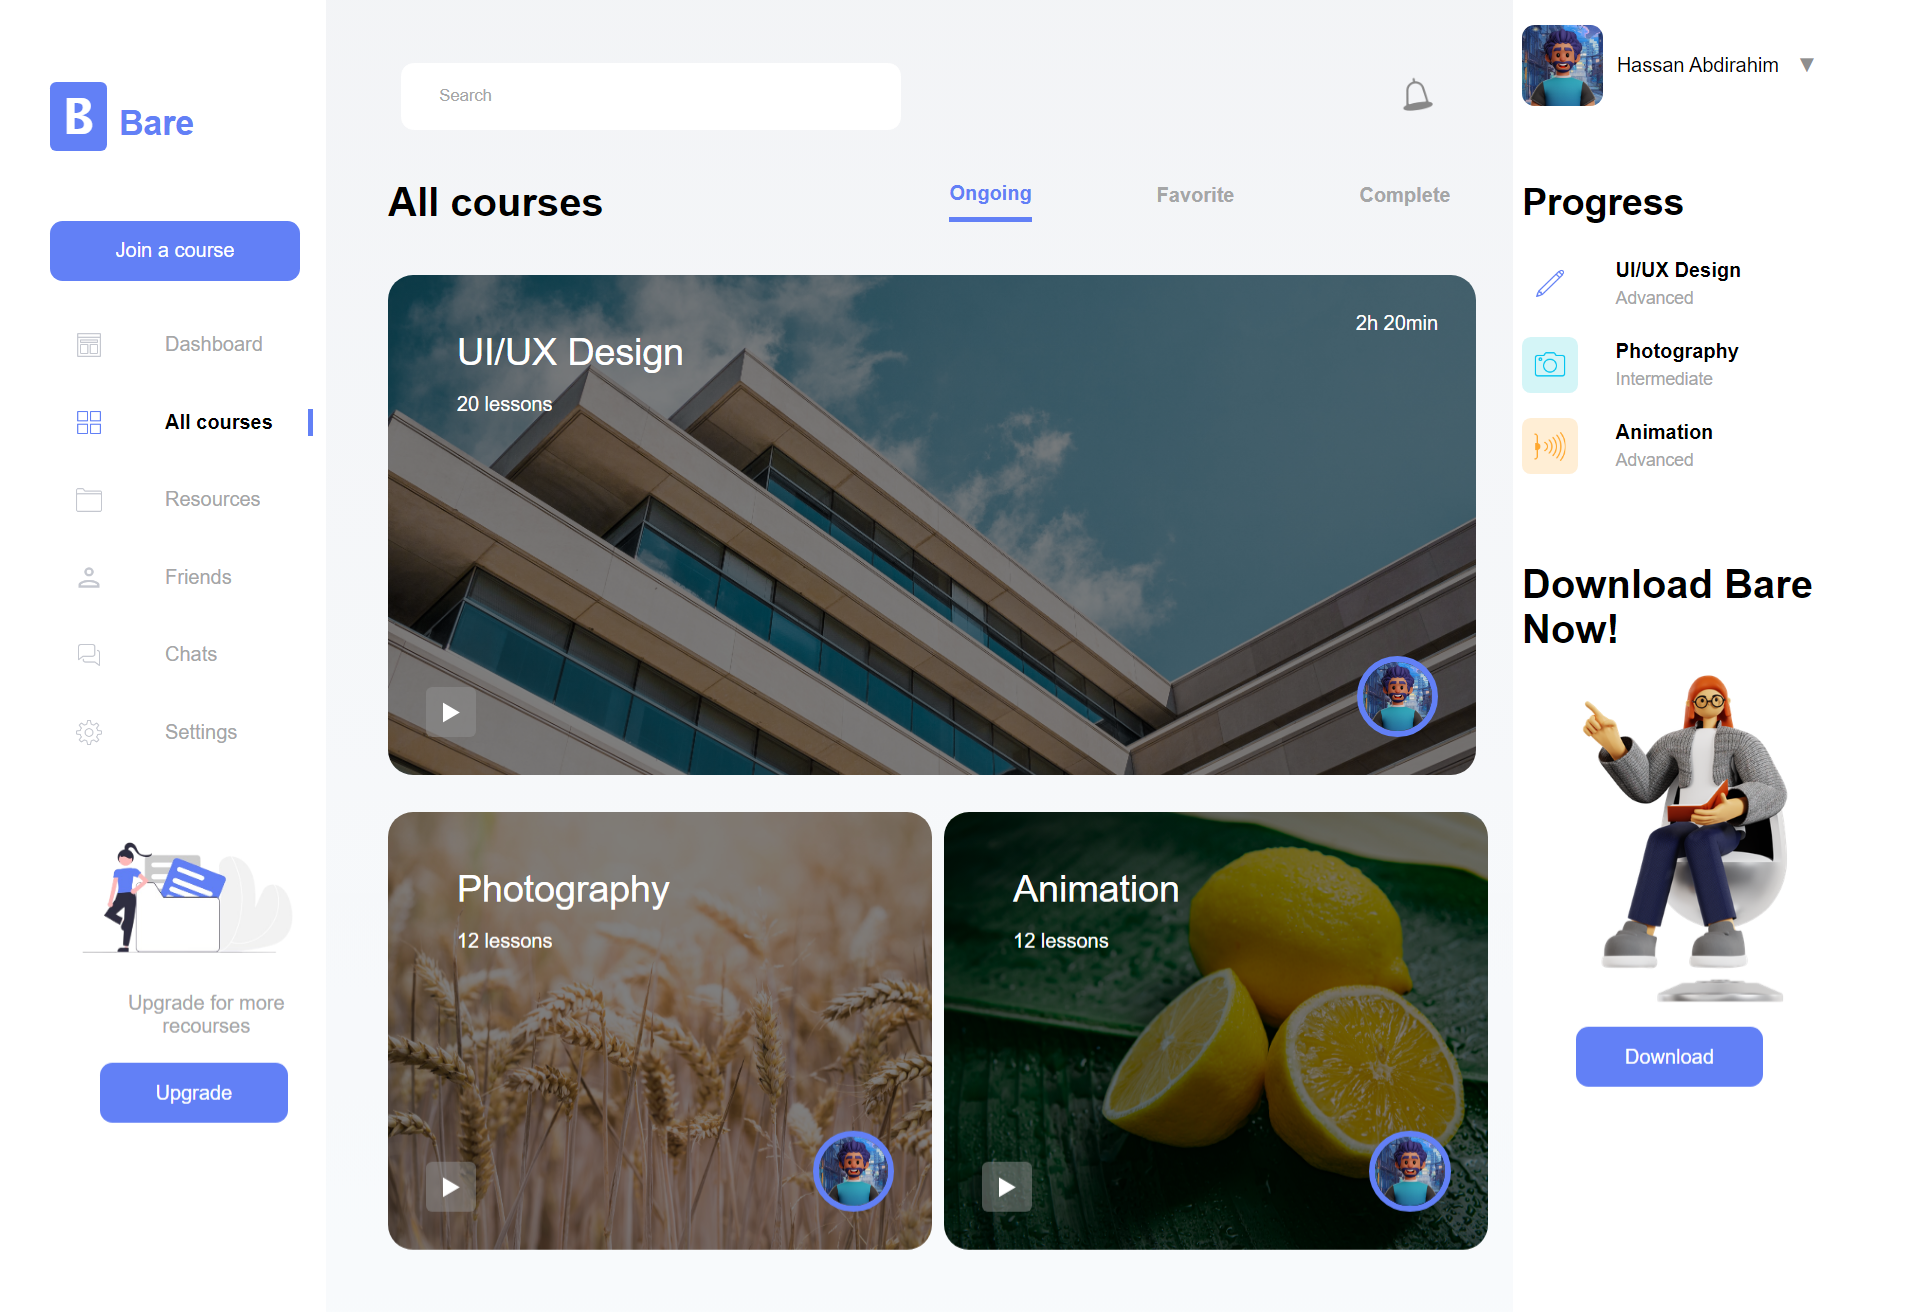 B Bare
Join a course
Dashboard
All courses
Resources
Friends
Chats
Settings
Upgrade for more
recourses
Upgrade
Search
All courses
Ongoing
Favorite
Complete
UI/UX Design
20 lessons
2h 20min
Photography
12 lessons
Animation
12 lessons
Hassan Abdirahim
Progress
UI/UX Design
Advanced
Photography
Intermediate
Animation
Advanced
Download Bare
Now!
Download